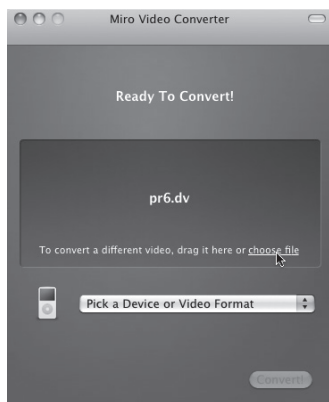 Miro Video Converter
Ready To Convert!
pr6.dv
To convert a different video, drag it here or choose file
Pick a Device or Video Format
Convert!